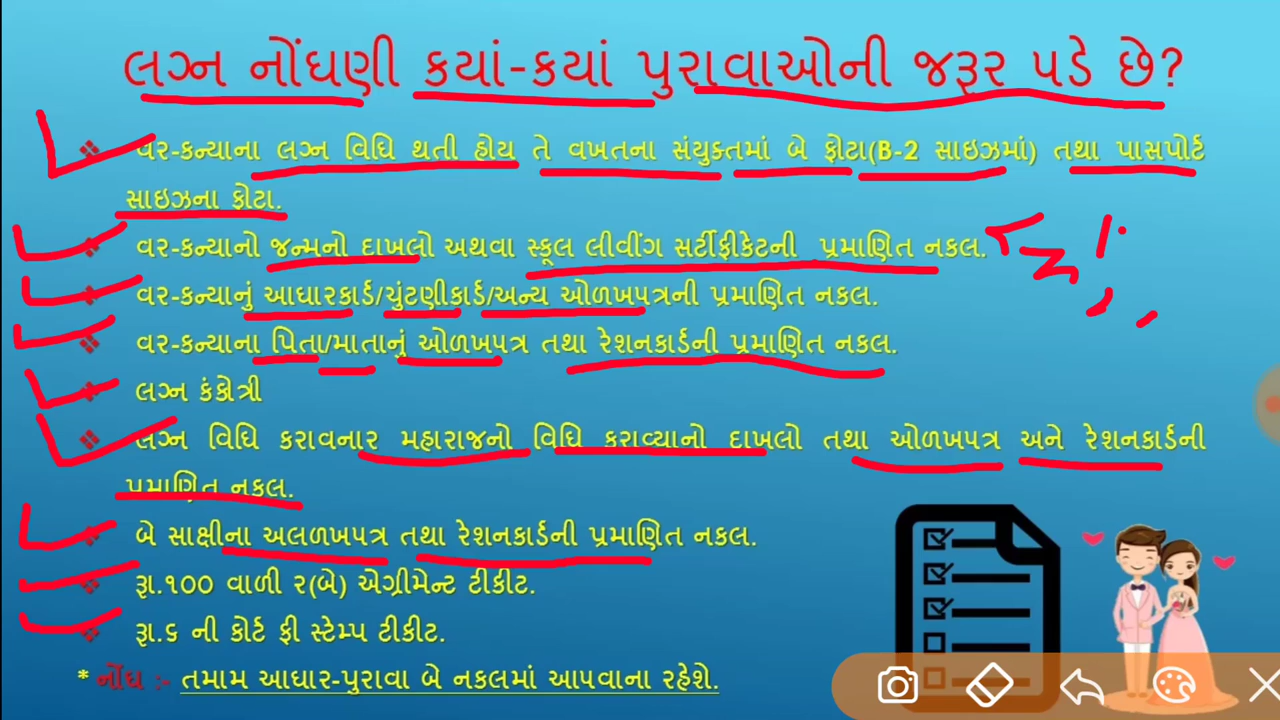 લગ્ન નોંધણી કયાં-કયાં પુરાવાઓની જરૂર પડે છે?
❖ વર-કન્યાના લગ્ન વિધિ થતી હોય તે વખતના સંયુક્તમાં બે ફોટા(B-2 સાઇઝમાં) તથા પાસપોર્ટ
સાઇઝના ફોટા.
❖ વર-કન્યાનો જન્મનો દાખલો અથવા સ્કૂલ લીવીંગ સર્ટીફીકેટની પ્રમાણિત નકલ.
❖ વર-કન્યાનું આધારકાર્ડ/ચુંટણીકાર્ડ/અન્ય ઓળખપત્રની પ્રમાણિત નકલ.
❖ વર-કન્યાના પિતા/માતાનું ઓળખપત્ર તથા રેશનકાર્ડની પ્રમાણિત નકલ.
❖ લગ્ન કંકોત્રી
❖ લગ્ન વિધિ કરાવનાર મહારાજનો વિધિ કરાવ્યાનો દાખલો તથા ઓળખપત્ર અને રેશનકાર્ડની
પ્રમાણિત નકલ.
❖ બે સાક્ષીના અલળખપત્ર તથા રેશનકાર્ડની પ્રમાણિત નકલ.
❖ રૂા.૧૦૦ વાળી ૨(બે) એગ્રીમેન્ટ ટીકીટ.
❖ રૂા.૬ ની કોર્ટ ફી સ્ટેમ્પ ટીકીટ.
* નોંધ :- તમામ આધાર-પુરાવા બે નકલમાં આપવાના રહેશે.